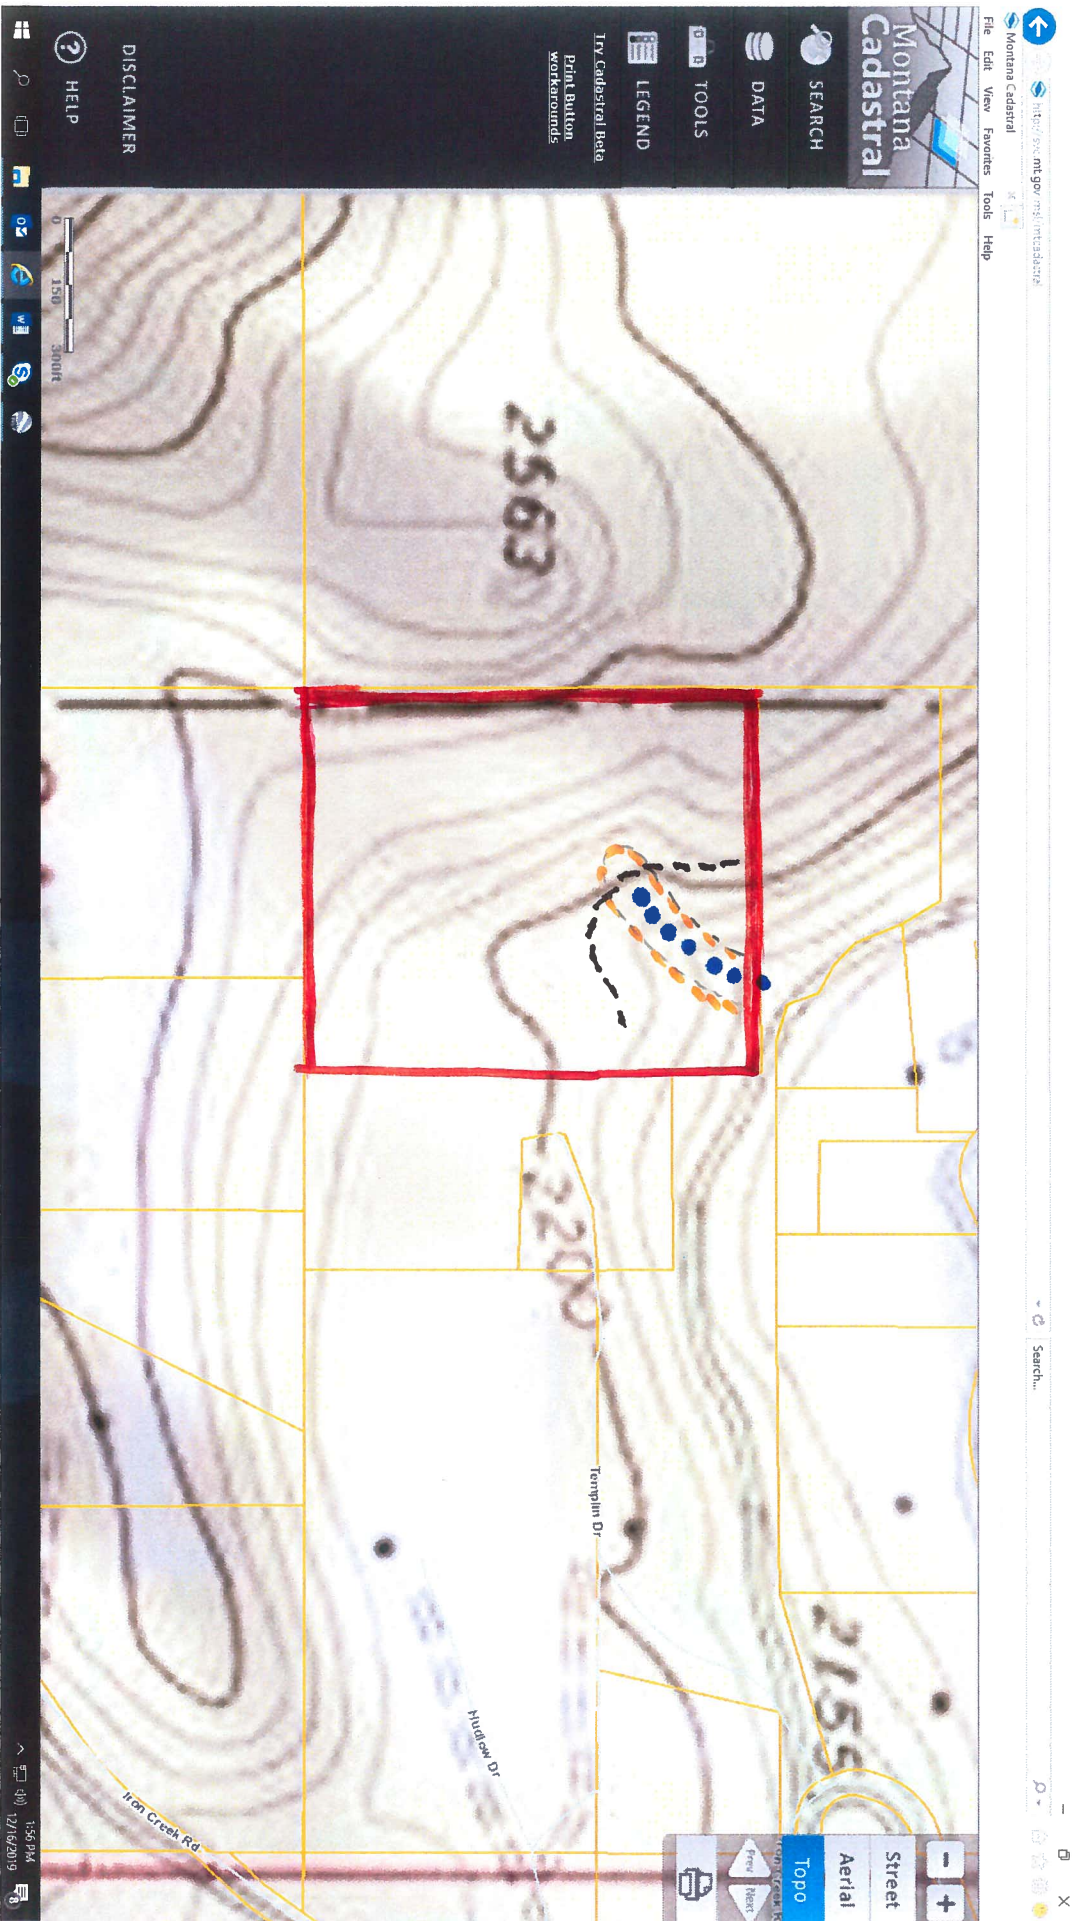 Montana Cadastral
File Edit View Favorites Tools Help
Search...
Montana
Cadastral
SEARCH
DATA
TOOLS
LEGEND
Try Cadastral Beta
Print Button
workarounds
DISCLAIMER
HELP
Street
Aerial
Topo
Prev Next
2563
2200
Templin Dr
Hudlow Dr
Iron Creek Rd
0 150 300ft
1:56 PM
12/16/2019